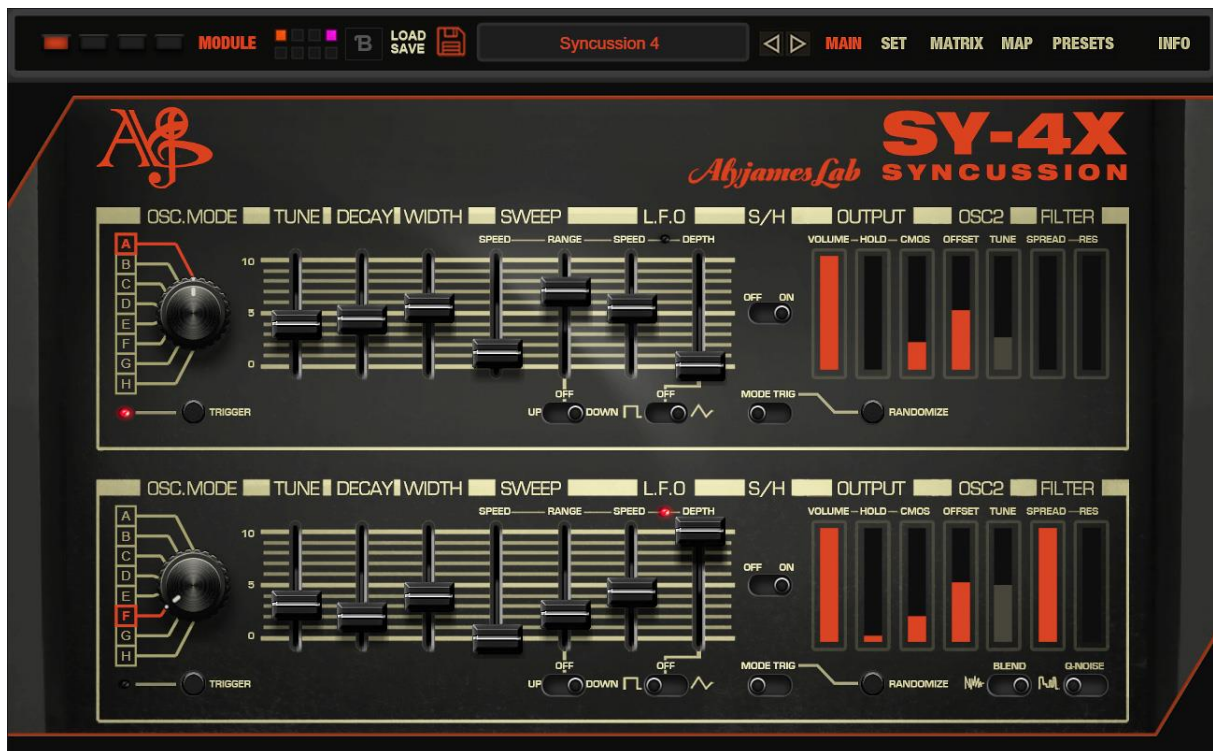 MODULE B LOAD SAVE Syncussion 4 MAIN SET MATRIX MAP PRESETS INFO
SY-4X
AlyjamesLab SYNCUSSION
OSC.MODE TUNE DECAY WIDTH SWEEP L.F.O S/H OUTPUT OSC2 FILTER
SPEED RANGE SPEED DEPTH VOLUME HOLD CMOS OFFSET TUNE SPREAD RES
A
B
C
D
E
F
G
H
10
5
0
OFF ON
OFF OFF MODE TRIG
UP DOWN
TRIGGER RANDOMIZE
OSC.MODE TUNE DECAY WIDTH SWEEP L.F.O S/H OUTPUT OSC2 FILTER
SPEED RANGE SPEED DEPTH VOLUME HOLD CMOS OFFSET TUNE SPREAD RES
A
B
C
D
E
F
G
H
10
5
0
OFF ON
OFF OFF MODE TRIG BLEND Q-NOISE
TRIGGER UP DOWN RANDOMIZE